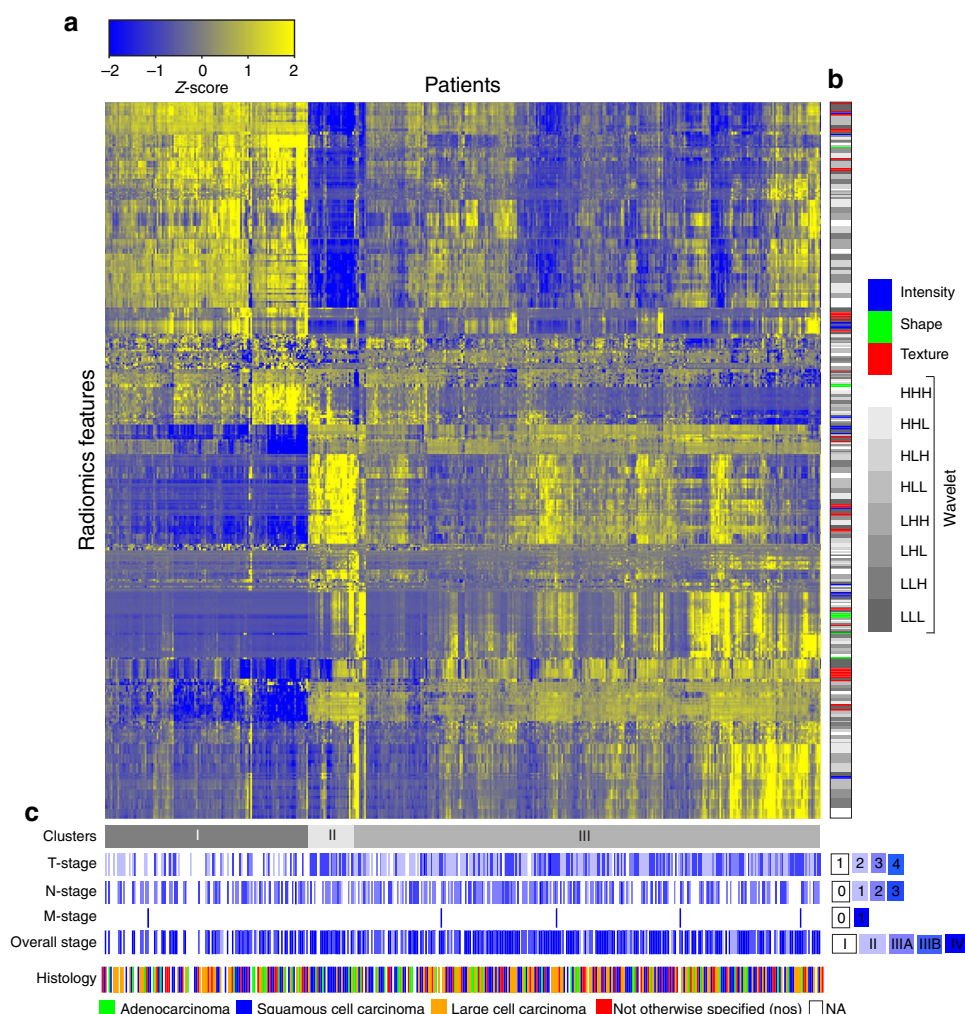 a
–2 –1 0 1 2
Z-score
Patients
b
Radiomics features
Intensity
Shape
Texture
HHH
HHL
HLH
HLL
LHH
LHL
LLH
LLL
Wavelet
c
Clusters I II III
T-stage 1 2 3 4
N-stage 0 1 2 3
M-stage 0 1
Overall stage I II IIIA IIIB IV
Histology
Adenocarcinoma Squamous cell carcinoma Large cell carcinoma Not otherwise specified (nos) NA